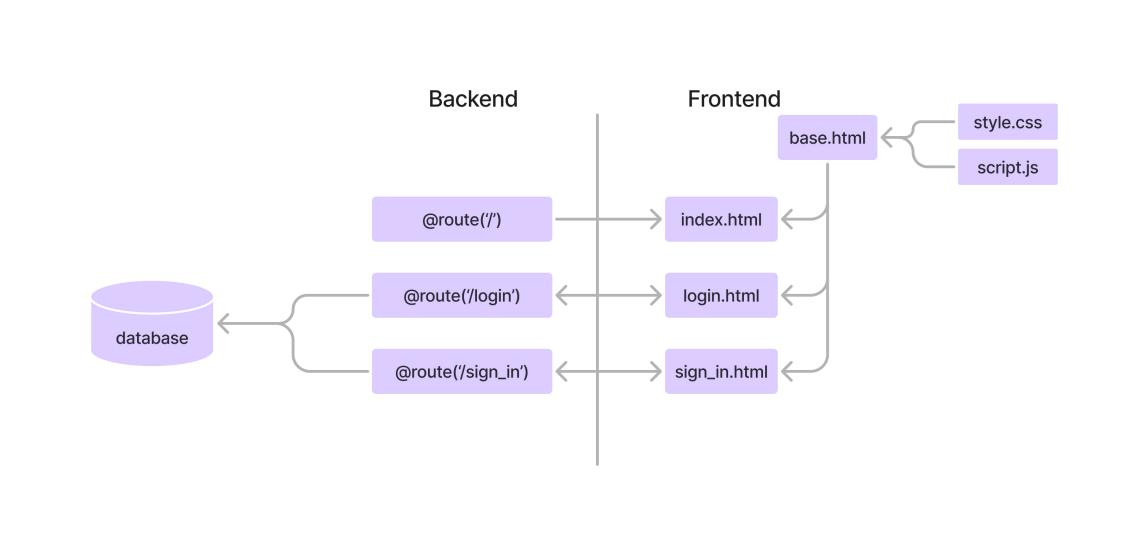 Backend
Frontend
base.html
style.css
script.js
@route(‘/’)
index.html
@route(‘/login’)
login.html
database
@route(‘/sign_in’)
sign_in.html